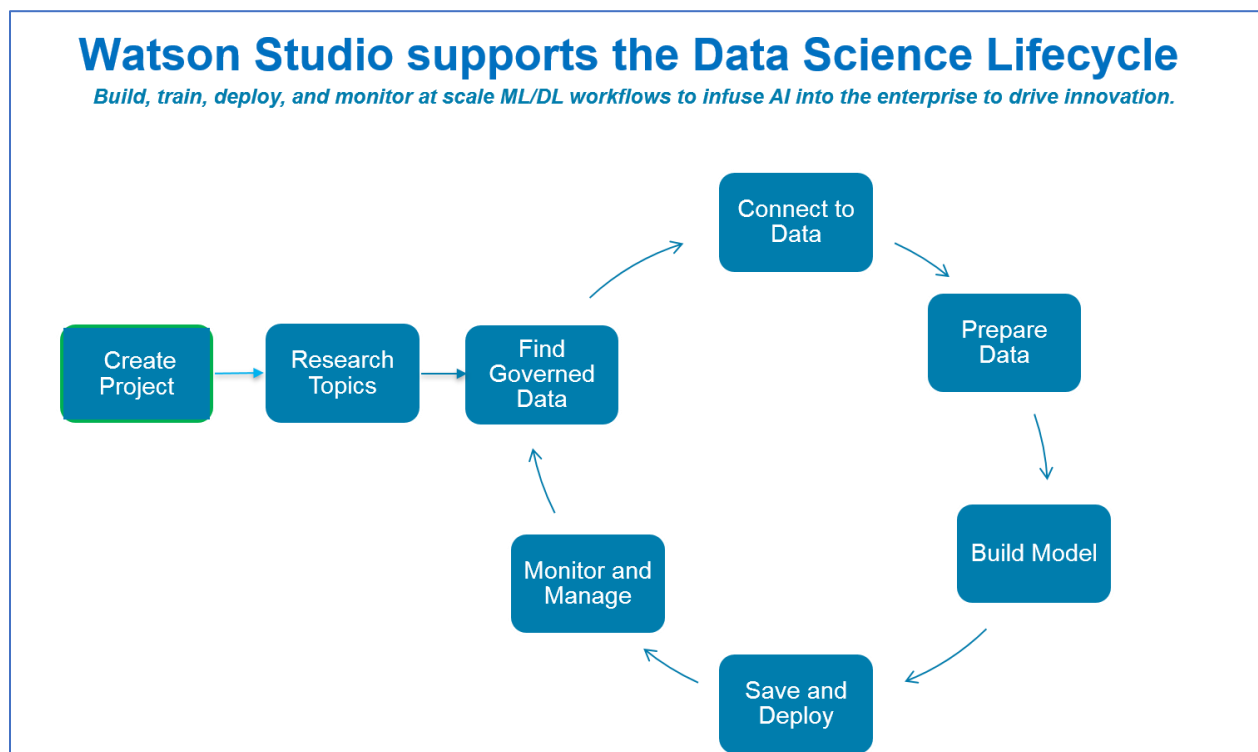 Watson Studio supports the Data Science Lifecycle
Build, train, deploy, and monitor at scale ML/DL workflows to infuse AI into the enterprise to drive innovation.
Create
Project
Research
Topics
Find
Governed
Data
Connect to
Data
Prepare
Data
Build Model
Save and
Deploy
Monitor and
Manage